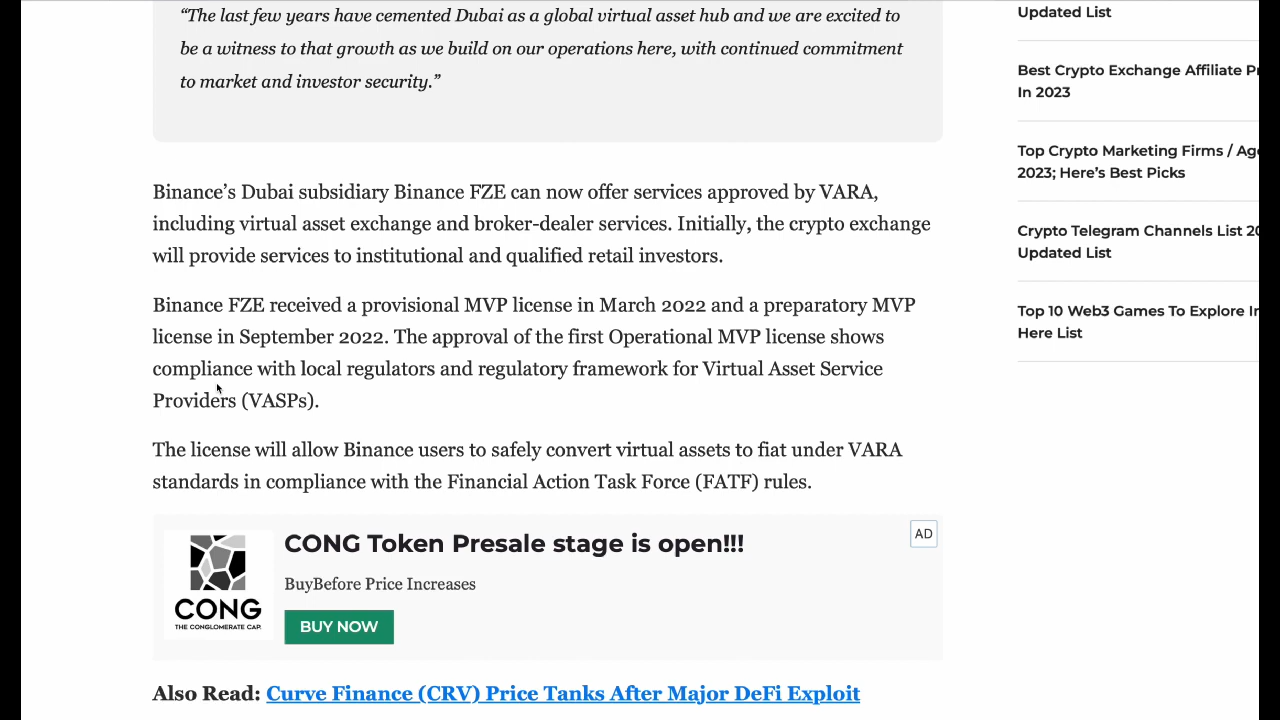 “The last few years have cemented Dubai as a global virtual asset hub and we are excited to
be a witness to that growth as we build on our operations here, with continued commitment
to market and investor security.”
Binance’s Dubai subsidiary Binance FZE can now offer services approved by VARA,
including virtual asset exchange and broker-dealer services. Initially, the crypto exchange
will provide services to institutional and qualified retail investors.
Binance FZE received a provisional MVP license in March 2022 and a preparatory MVP
license in September 2022. The approval of the first Operational MVP license shows
compliance with local regulators and regulatory framework for Virtual Asset Service
Providers (VASPs).
The license will allow Binance users to safely convert virtual assets to fiat under VARA
standards in compliance with the Financial Action Task Force (FATF) rules.
CONG
THE CONGLOMERATE CAP.
CONG Token Presale stage is open!!!
BuyBefore Price Increases
BUY NOW
AD
Also Read: Curve Finance (CRV) Price Tanks After Major DeFi Exploit
Updated List
Best Crypto Exchange Affiliate Pr
In 2023
Top Crypto Marketing Firms / Age
2023; Here’s Best Picks
Crypto Telegram Channels List 20
Updated List
Top 10 Web3 Games To Explore In
Here List